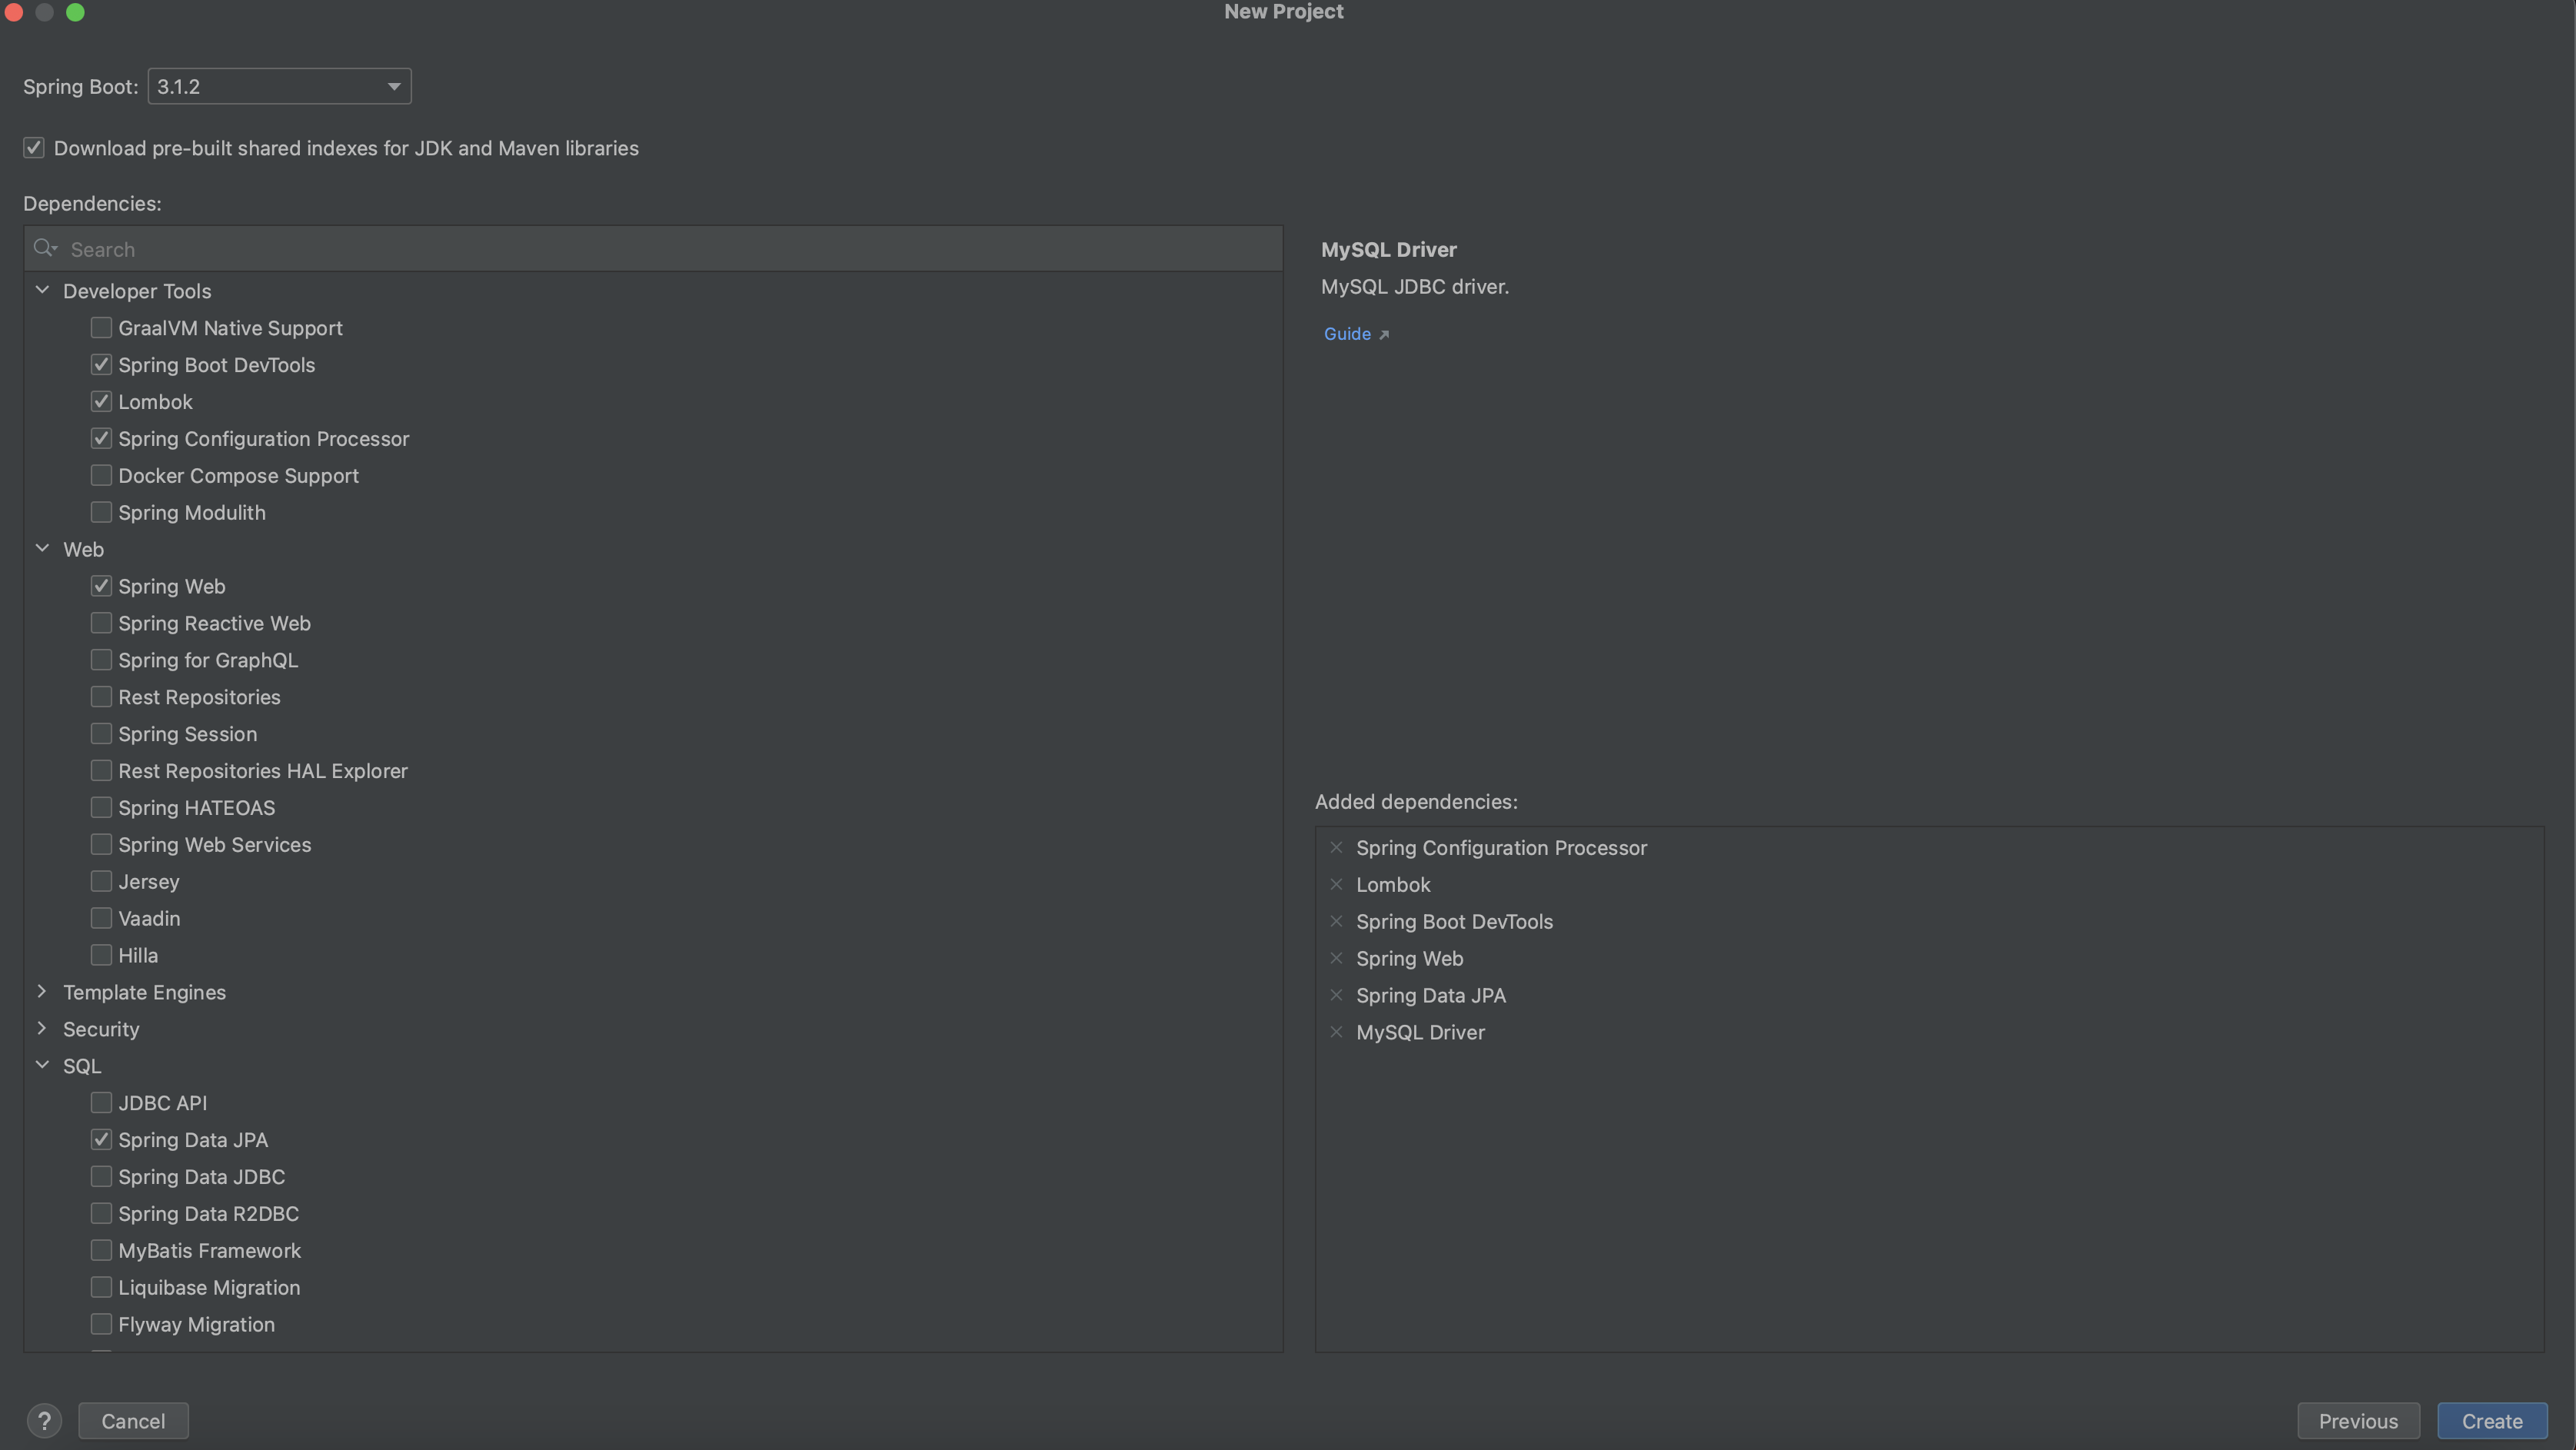 New Project
Spring Boot: 3.1.2
Download pre-built shared indexes for JDK and Maven libraries
Dependencies:
Search
Developer Tools
GraalVM Native Support
Spring Boot DevTools
Lombok
Spring Configuration Processor
Docker Compose Support
Spring Modulith
Web
Spring Web
Spring Reactive Web
Spring for GraphQL
Rest Repositories
Spring Session
Rest Repositories HAL Explorer
Spring HATEOAS
Spring Web Services
Jersey
Vaadin
Hilla
Template Engines
Security
SQL
JDBC API
Spring Data JPA
Spring Data JDBC
Spring Data R2DBC
MyBatis Framework
Liquibase Migration
Flyway Migration
MySQL Driver
MySQL JDBC driver.
Guide
Added dependencies:
Spring Configuration Processor
Lombok
Spring Boot DevTools
Spring Web
Spring Data JPA
MySQL Driver
?
Cancel
Previous
Create